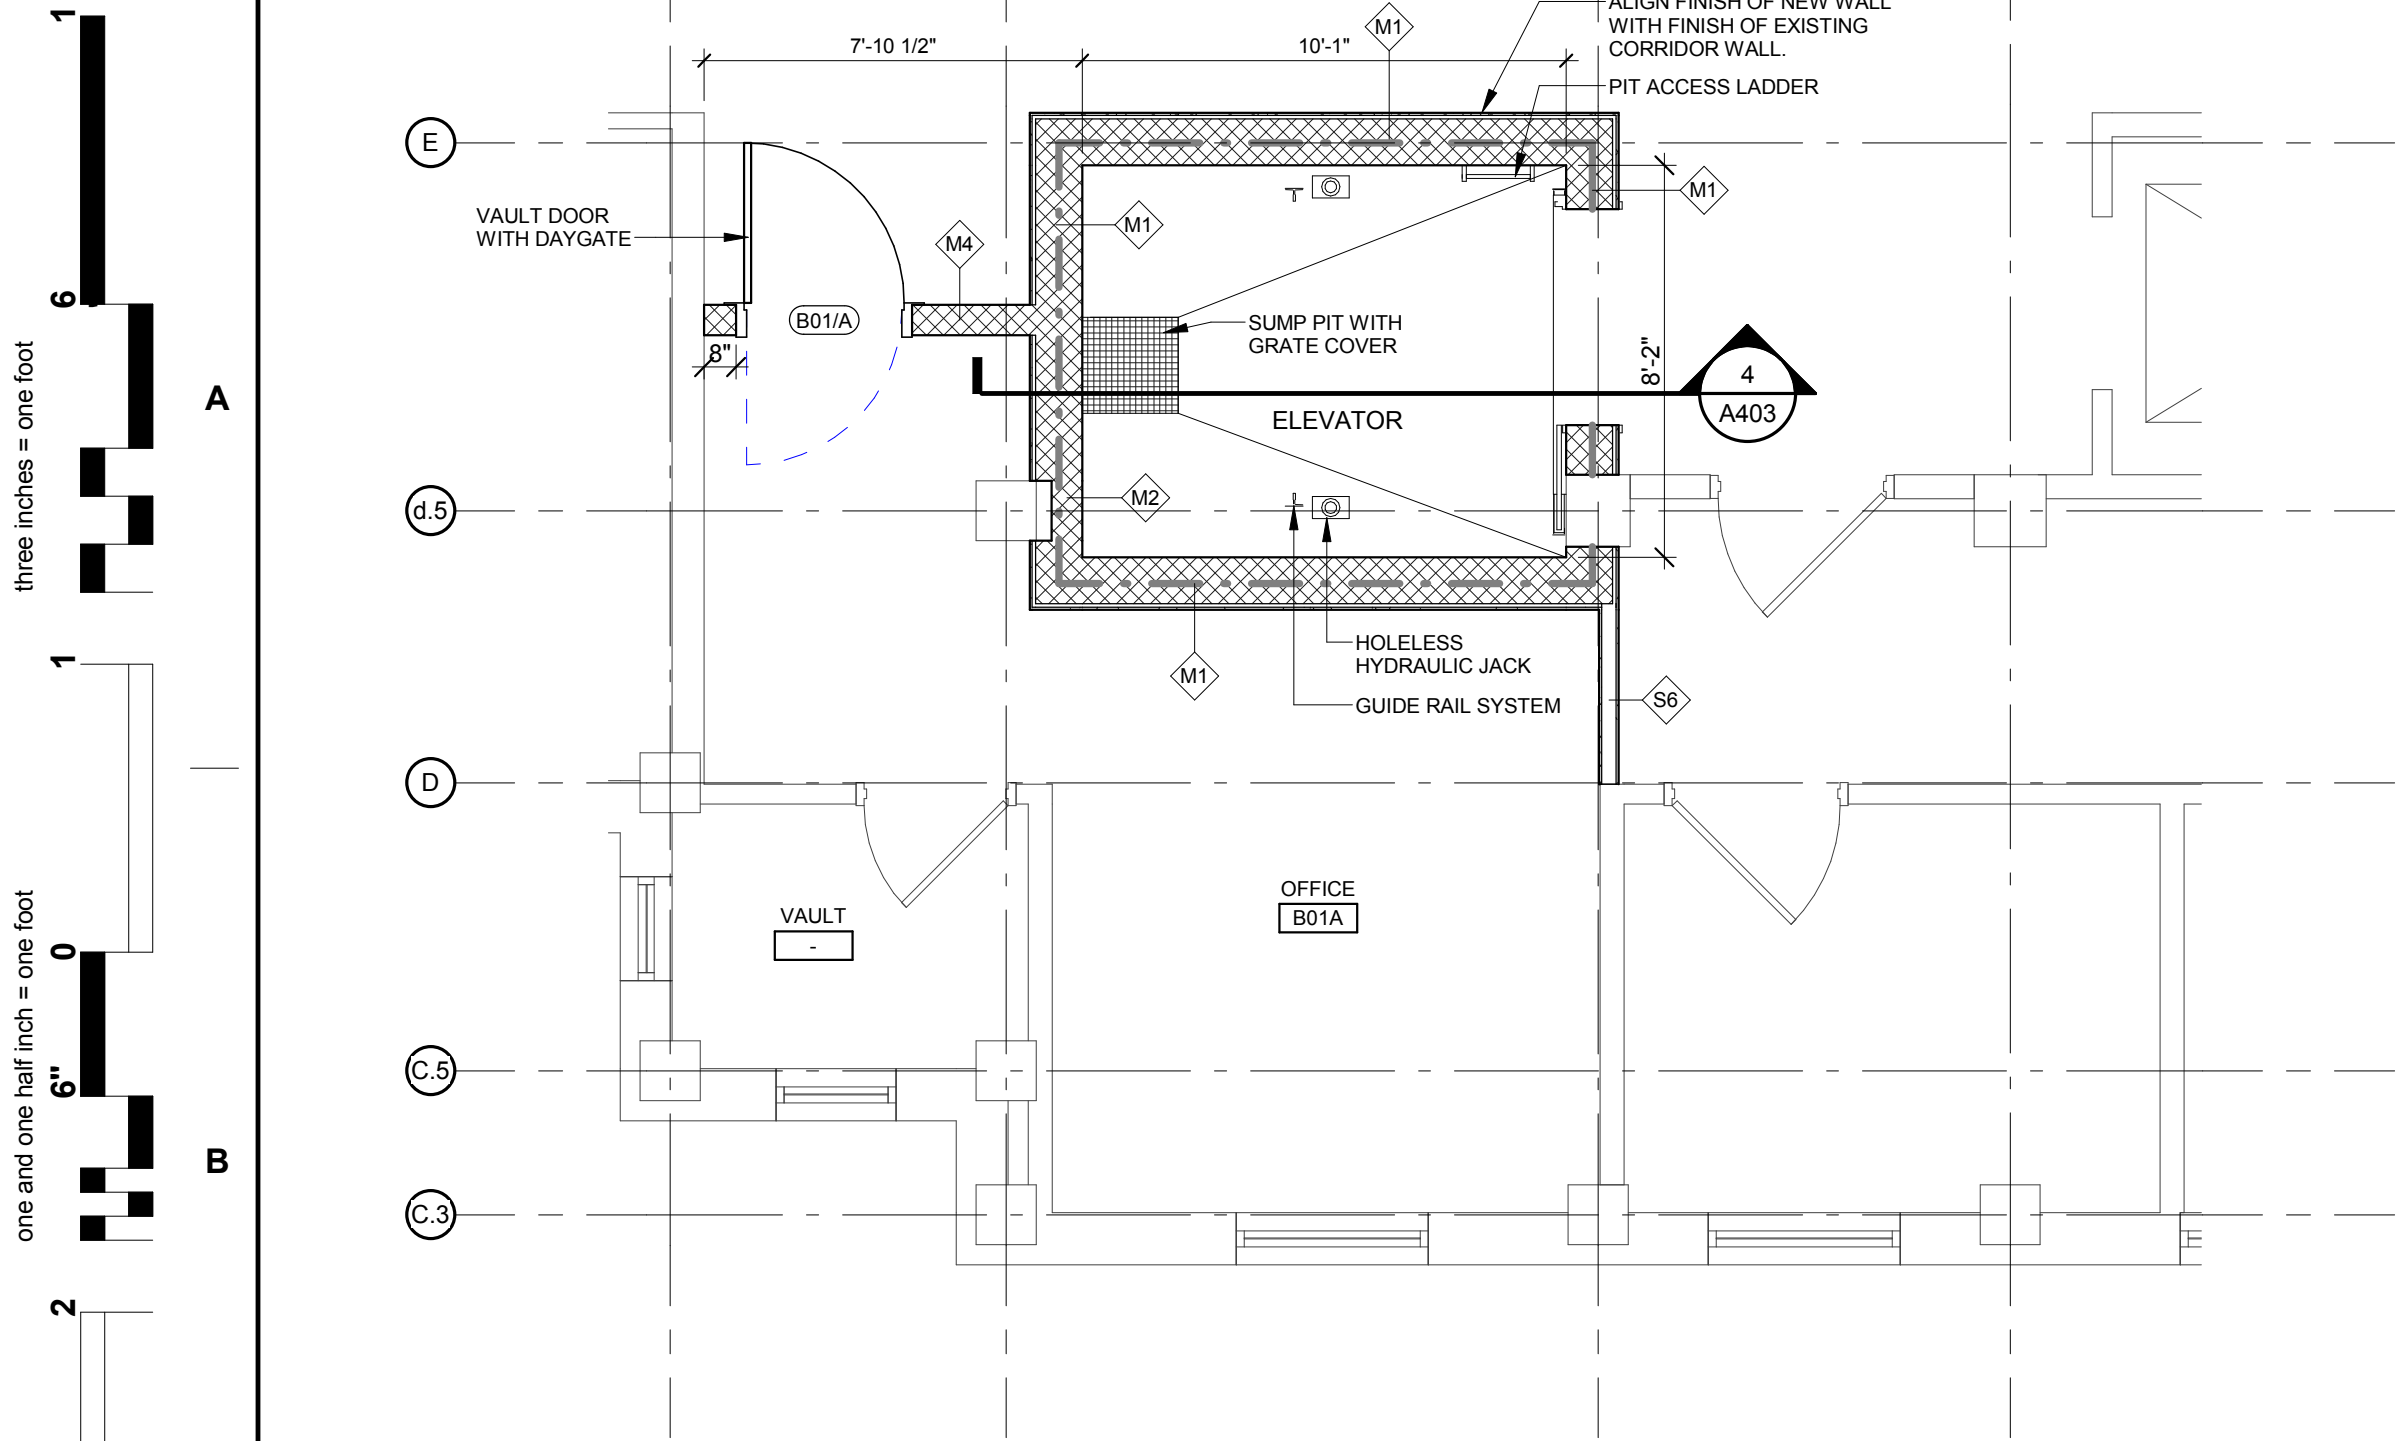 1
6
three inches = one foot
1
0
6"
one and one half inch = one foot
2
A
B
E
d.5
D
C.5
C.3
7'-10 1/2"
10'-1"
M1
ALIGN FINISH OF NEW WALL
WITH FINISH OF EXISTING
CORRIDOR WALL.
PIT ACCESS LADDER
M1
M1
VAULT DOOR
WITH DAYGATE
M4
B01/A
8"
SUMP PIT WITH
GRATE COVER
8'-2"
4
A403
ELEVATOR
M2
HOLELESS
HYDRAULIC JACK
M1
GUIDE RAIL SYSTEM
S6
OFFICE
B01A
VAULT
-